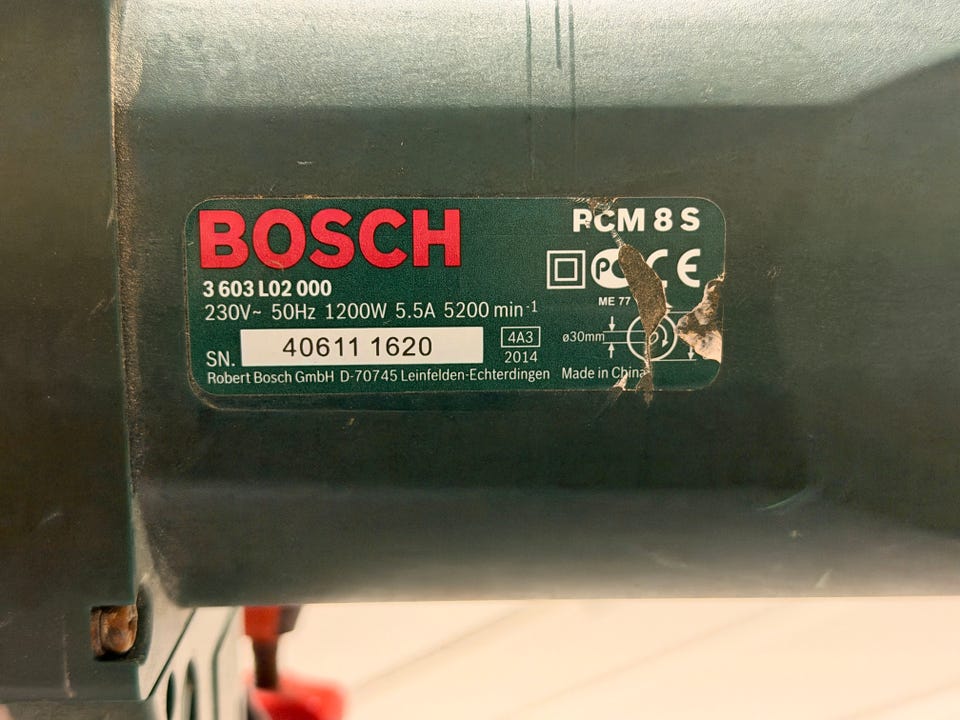 BOSCH
PCM 8 S
3 603 L02 000
230V~ 50Hz 1200W 5.5A 5200 min-1
ME 77
SN. 40611 1620
4A3
2014
ø30mm
Robert Bosch GmbH D-70745 Leinfelden-Echterdingen Made in China